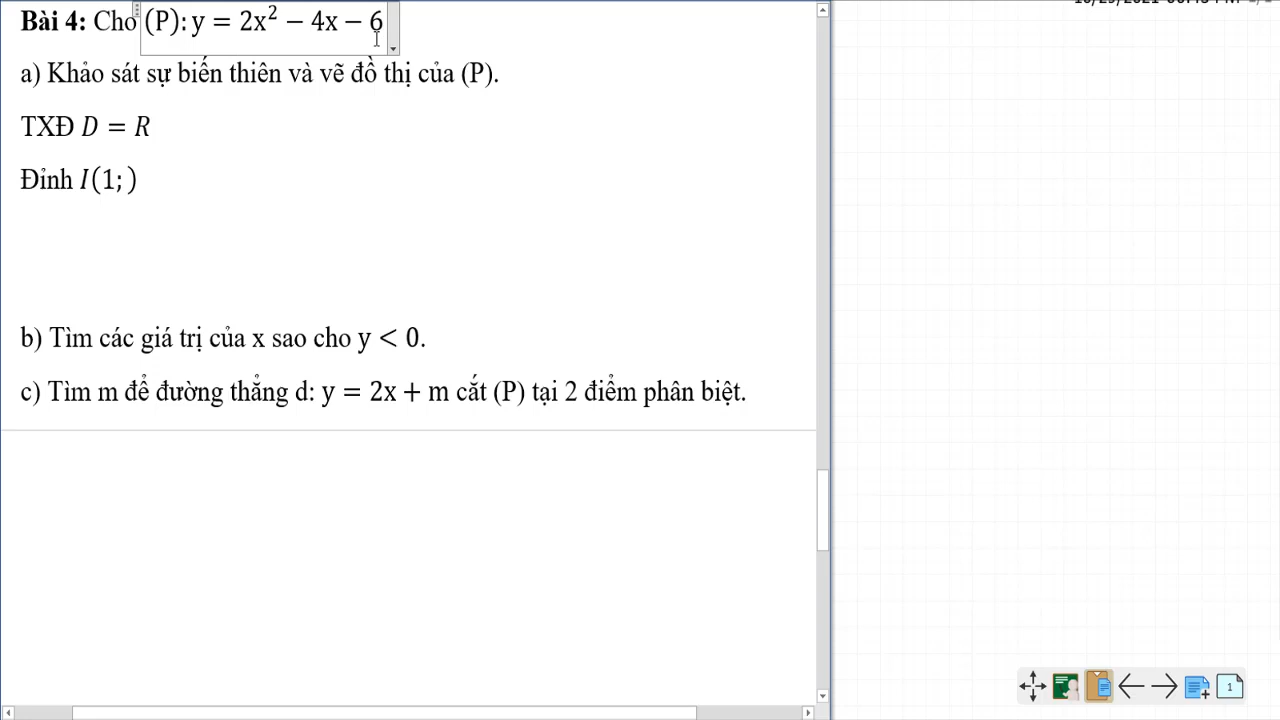 Bài 4: Cho (P): y = 2x² − 4x − 6
a) Khảo sát sự biến thiên và vẽ đồ thị của (P).
TXĐ D = R
Đỉnh I(1; )
b) Tìm các giá trị của x sao cho y < 0.
c) Tìm m để đường thẳng d: y = 2x + m cắt (P) tại 2 điểm phân biệt.
1